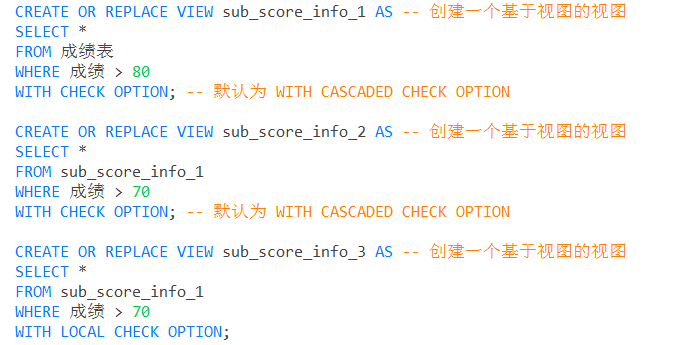 CREATE OR REPLACE VIEW sub_score_info_1 AS -- 创建一个基于视图的视图
SELECT *
FROM 成绩表
WHERE 成绩 > 80
WITH CHECK OPTION; -- 默认为 WITH CASCADED CHECK OPTION
CREATE OR REPLACE VIEW sub_score_info_2 AS -- 创建一个基于视图的视图
SELECT *
FROM sub_score_info_1
WHERE 成绩 > 70
WITH CHECK OPTION; -- 默认为 WITH CASCADED CHECK OPTION
CREATE OR REPLACE VIEW sub_score_info_3 AS -- 创建一个基于视图的视图
SELECT *
FROM sub_score_info_1
WHERE 成绩 > 70
WITH LOCAL CHECK OPTION;